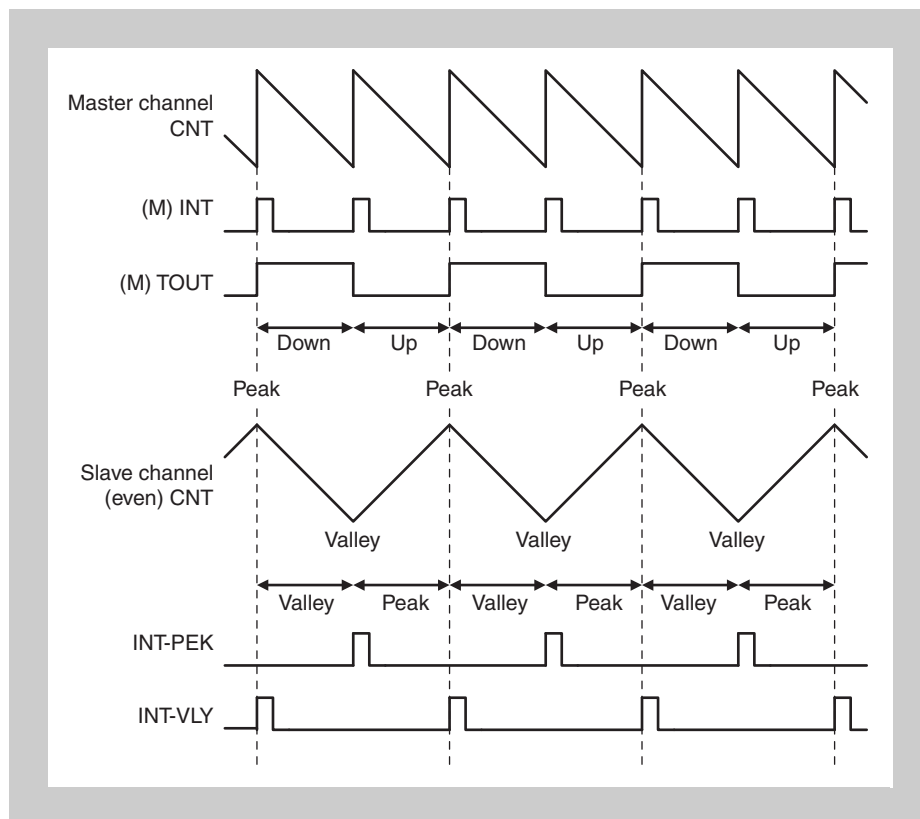 Master channel
CNT
(M) INT
(M) TOUT
Down Up Down Up Down Up
Peak Peak Peak Peak
Slave channel
(even) CNT
Valley Valley Valley
Valley Peak Valley Peak Valley Peak
INT-PEK
INT-VLY